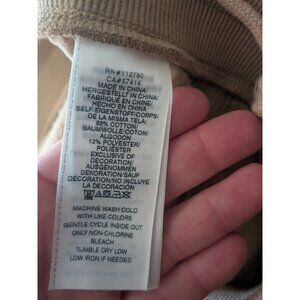 RN#112790
CA#57414
MADE IN CHINA/
HERGESTELLT IN CHINA/
FABRIQUÉ EN CHINE/
HECHO EN CHINA
SELF/EIGENSTOFF/CORPS/
DE LA MISMA TELA:
88% COTTON/
BAUMWOLLE/COTON/
ALGODON
12% POLYESTER/
POLIÉSTER
EXCLUSIVE OF
DECORATION/
DEKORATION/SAUF
DÉCORATION/NO INCLUYE
LA DECORACIÓN
MACHINE WASH COLD
WITH LIKE COLORS
GENTLE CYCLE INSIDE OUT
ONLY NON-CHLORINE
BLEACH
TUMBLE DRY LOW
LOW IRON IF NEEDED